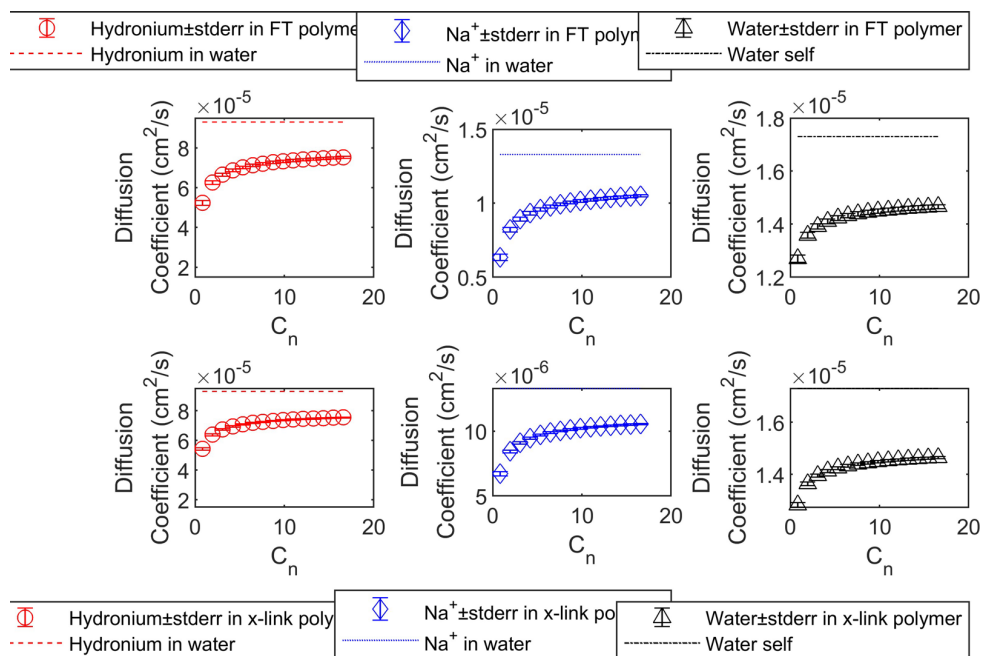 Hydronium±stderr in FT polyme
Hydronium in water
Na+±stderr in FT polym
Na+ in water
Water±stderr in FT polymer
Water self
×10-5
8
6
4
2
0
10
20
Cn
Diffusion
Coefficient (cm2/s)
×10-5
1.5
1
0.5
0
10
20
Cn
Diffusion
Coefficient (cm2/s)
×10-5
1.8
1.6
1.4
1.2
0
10
20
Cn
Diffusion
Coefficient (cm2/s)
×10-5
8
6
4
2
0
10
20
Cn
Diffusion
Coefficient (cm2/s)
×10-6
10
5
0
10
20
Cn
Diffusion
Coefficient (cm2/s)
×10-5
1.6
1.4
0
10
20
Cn
Diffusion
Coefficient (cm2/s)
Hydronium±stderr in x-link poly
Hydronium in water
Na+±stderr in x-link po
Na+ in water
Water±stderr in x-link polymer
Water self